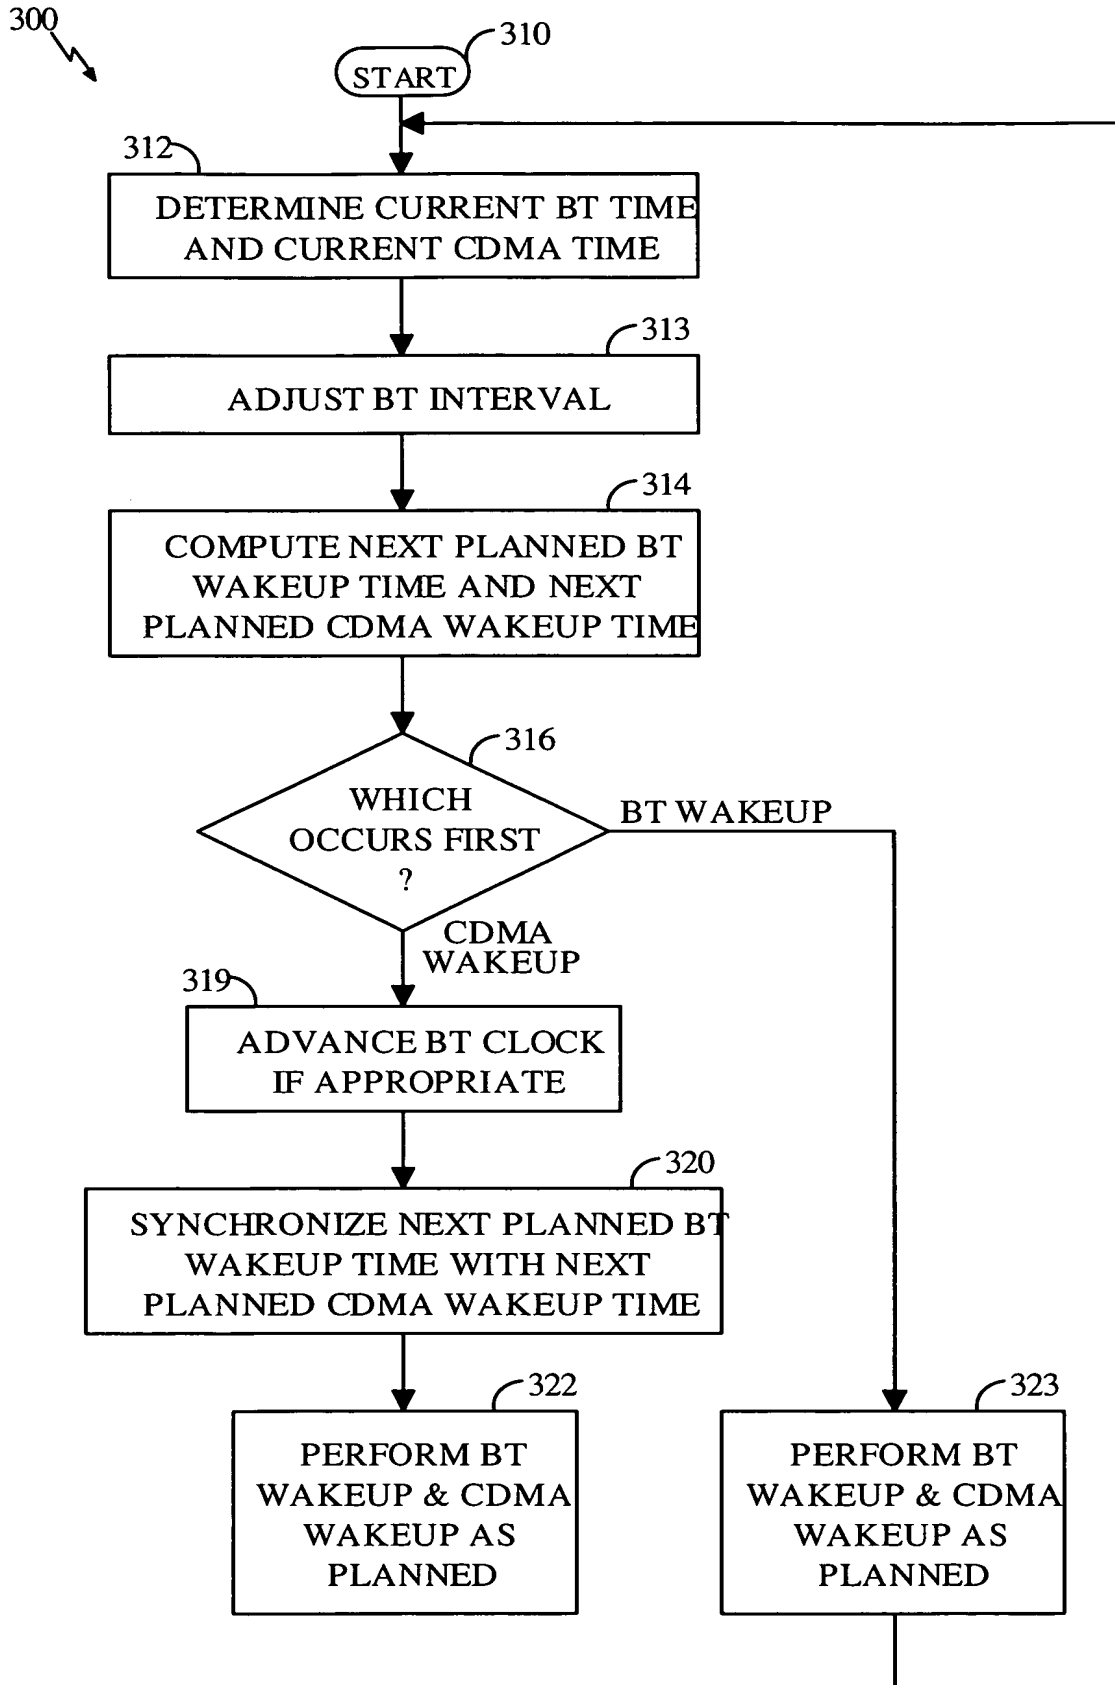 300
310
START
312
DETERMINE CURRENT BT TIME
AND CURRENT CDMA TIME
313
ADJUST BT INTERVAL
314
COMPUTE NEXT PLANNED BT
WAKEUP TIME AND NEXT
PLANNED CDMA WAKEUP TIME
316
WHICH
OCCURS FIRST
?
BT WAKEUP
CDMA
WAKEUP
319
ADVANCE BT CLOCK
IF APPROPRIATE
320
SYNCHRONIZE NEXT PLANNED BT
WAKEUP TIME WITH NEXT
PLANNED CDMA WAKEUP TIME
322
PERFORM BT
WAKEUP & CDMA
WAKEUP AS
PLANNED
323
PERFORM BT
WAKEUP & CDMA
WAKEUP AS
PLANNED